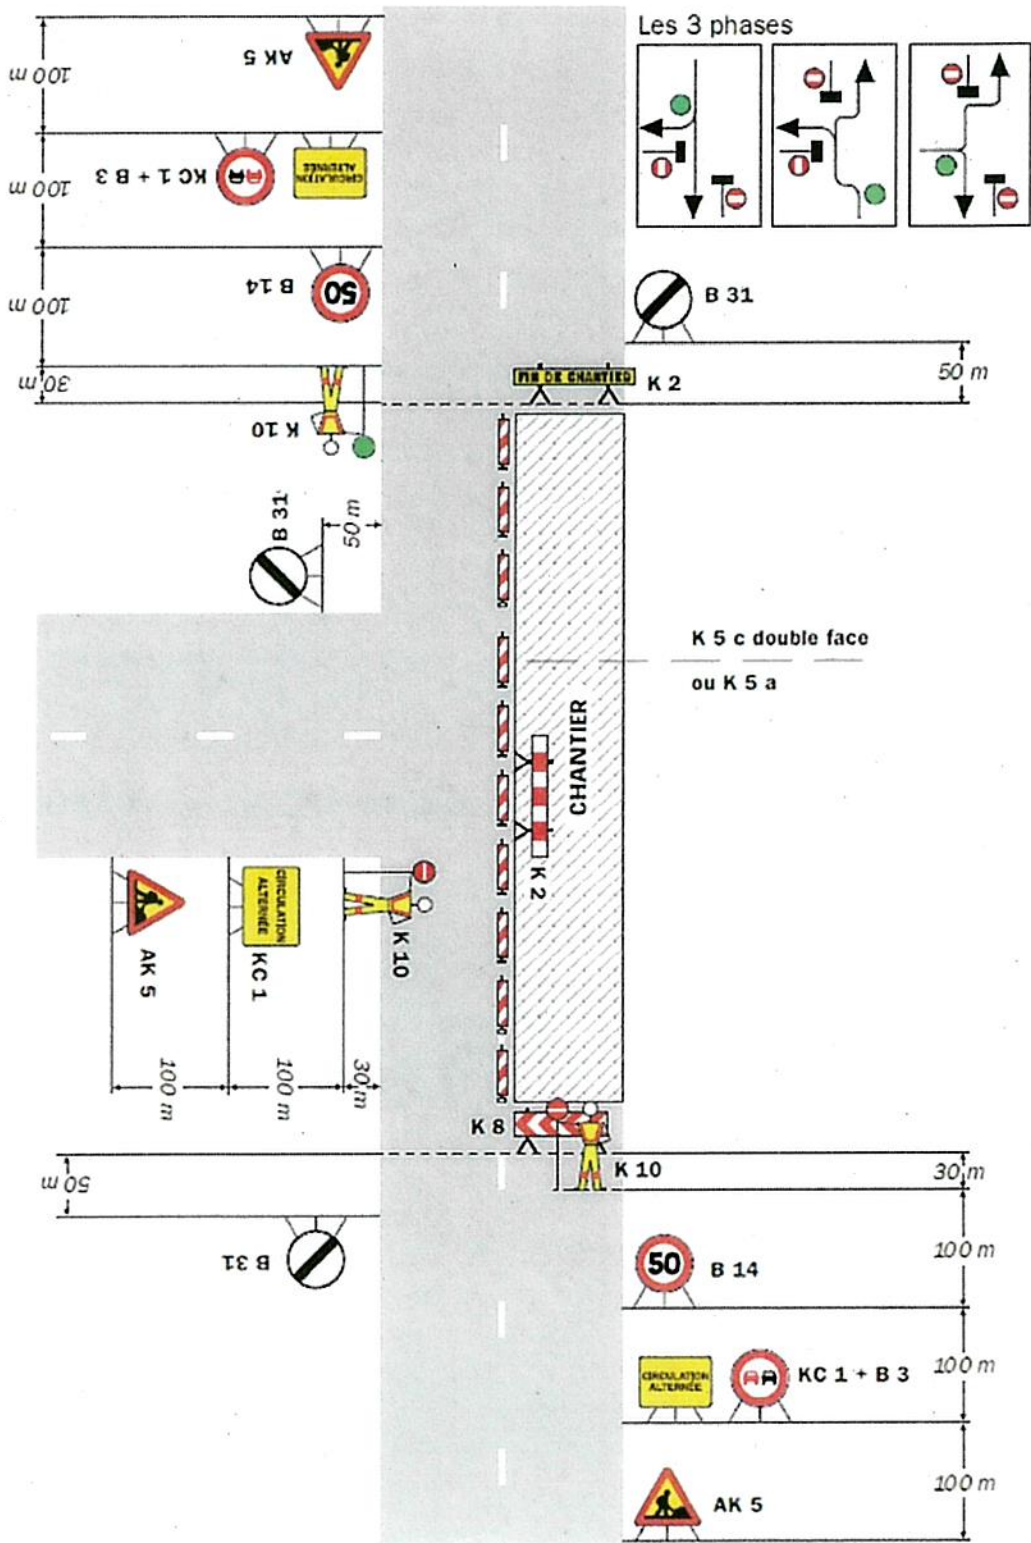 Les 3 phases
AK 5
100 m
KC 1 + B 3
CIRCULATION
ALTERNÉE
100 m
B 14
50
100 m
30 m
K 10
B 31
50 m
B 31
50 m
FIN DE CHANTIER
K 2
K 5 c double face
ou K 5 a
CHANTIER
K 2
AK 5
CIRCULATION
ALTERNÉE
KC 1
K 10
100 m
100 m
30 m
K 8
K 10
30 m
50 m
B 31
50
B 14
100 m
CIRCULATION
ALTERNÉE
KC 1 + B 3
100 m
AK 5
100 m